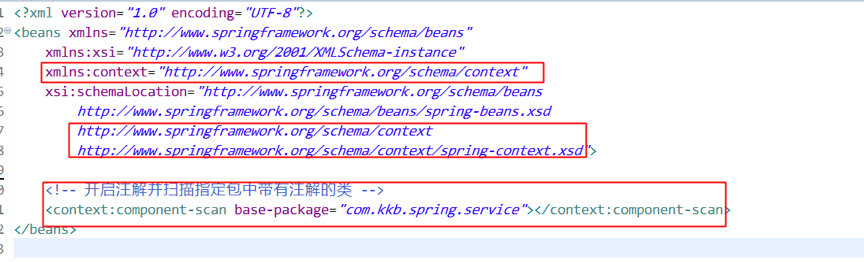 1 <?xml version="1.0" encoding="UTF-8"?>
2 <beans xmlns="http://www.springframework.org/schema/beans"
3 xmlns:xsi="http://www.w3.org/2001/XMLSchema-instance"
4 xmlns:context="http://www.springframework.org/schema/context"
5 xsi:schemaLocation="http://www.springframework.org/schema/beans
6 http://www.springframework.org/schema/beans/spring-beans.xsd
7 http://www.springframework.org/schema/context
8 http://www.springframework.org/schema/context/spring-context.xsd">
9
0 <!-- 开启注解并扫描指定包中带有注解的类 -->
1 <context:component-scan base-package="com.kkb.spring.service"></context:component-scan>
2 </beans>
3